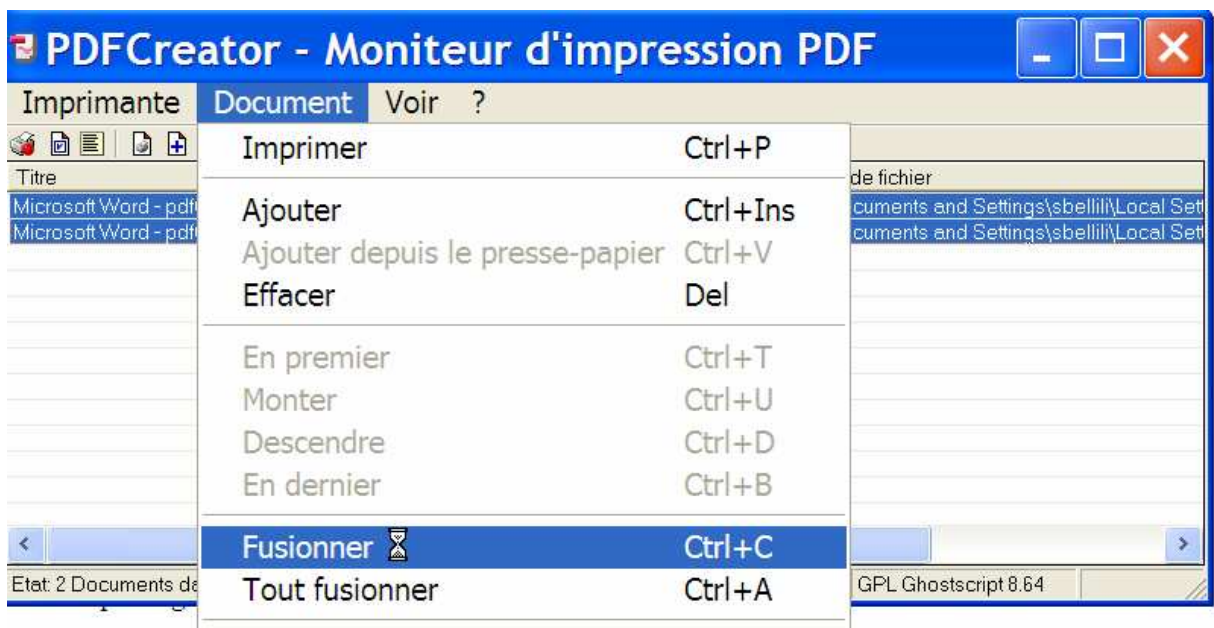 PDFCreator - Moniteur d'impression PDF
Imprimante Document Voir ?
Imprimer Ctrl+P
Titre de fichier
Microsoft Word - pdf cuments and Settings\sbellili\Local Sett
Ajouter Ctrl+Ins
Microsoft Word - pdf cuments and Settings\sbellili\Local Sett
Ajouter depuis le presse-papier Ctrl+V
Effacer Del
En premier Ctrl+T
Monter Ctrl+U
Descendre Ctrl+D
En dernier Ctrl+B
Fusionner Ctrl+C
Etat: 2 Documents da GPL Ghostscript 8.64
Tout fusionner Ctrl+A